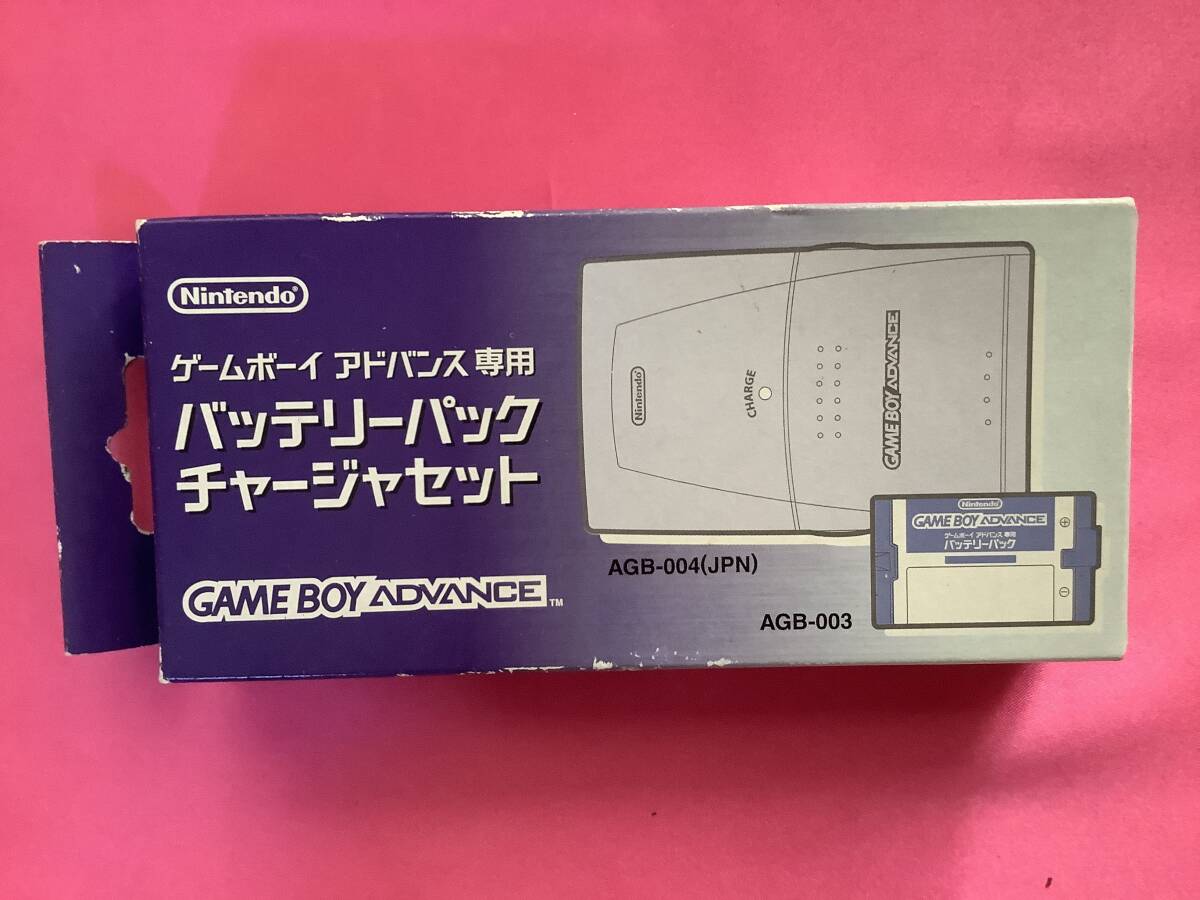 Nintendo®
ゲームボーイ アドバンス専用
バッテリーパック
チャージャセット
GAME BOY ADVANCE™
Nintendo
CHARGE
GAME BOY ADVANCE
AGB-004(JPN)
AGB-003
Nintendo
GAME BOY ADVANCE
ゲームボーイ アドバンス専用
バッテリーパック
⊕
⊖